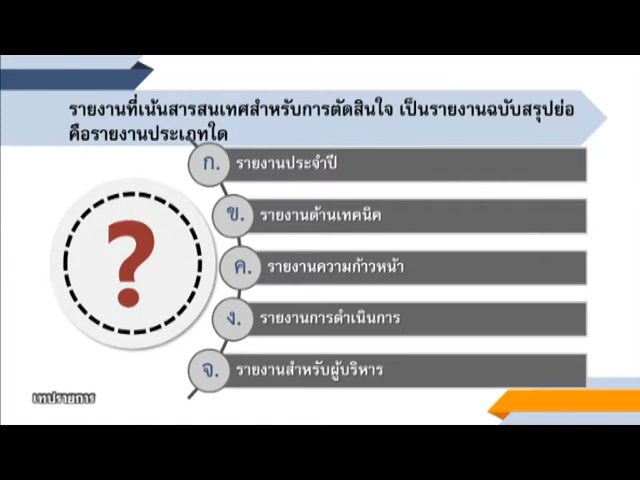 รายงานที่เน้นสารสนเทศสำหรับการตัดสินใจ เป็นรายงานฉบับสรุปย่อ
คือรายงานประเภทใด
ก. รายงานประจำปี
ข. รายงานด้านเทคนิค
?
ค. รายงานความก้าวหน้า
ง. รายงานการดำเนินการ
จ. รายงานสำหรับผู้บริหาร
เทปรายการ